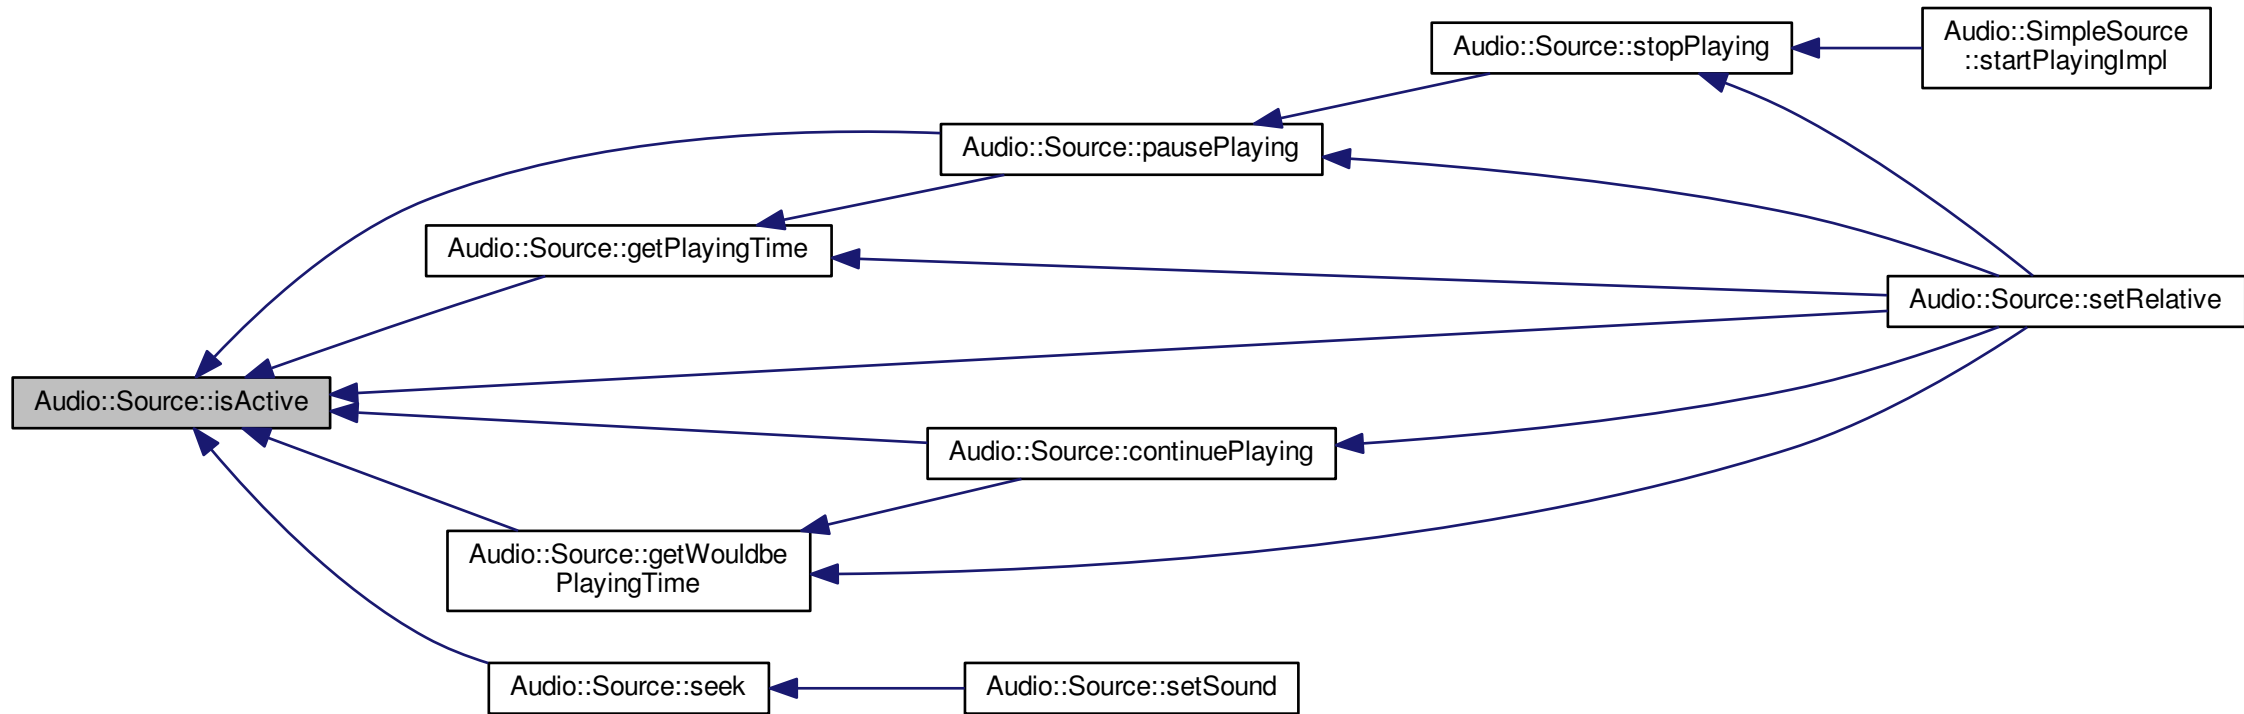 Audio::Source::stopPlaying
Audio::SimpleSource
::startPlayingImpl
Audio::Source::pausePlaying
Audio::Source::getPlayingTime
Audio::Source::setRelative
Audio::Source::isActive
Audio::Source::continuePlaying
Audio::Source::getWouldbe
PlayingTime
Audio::Source::seek
Audio::Source::setSound